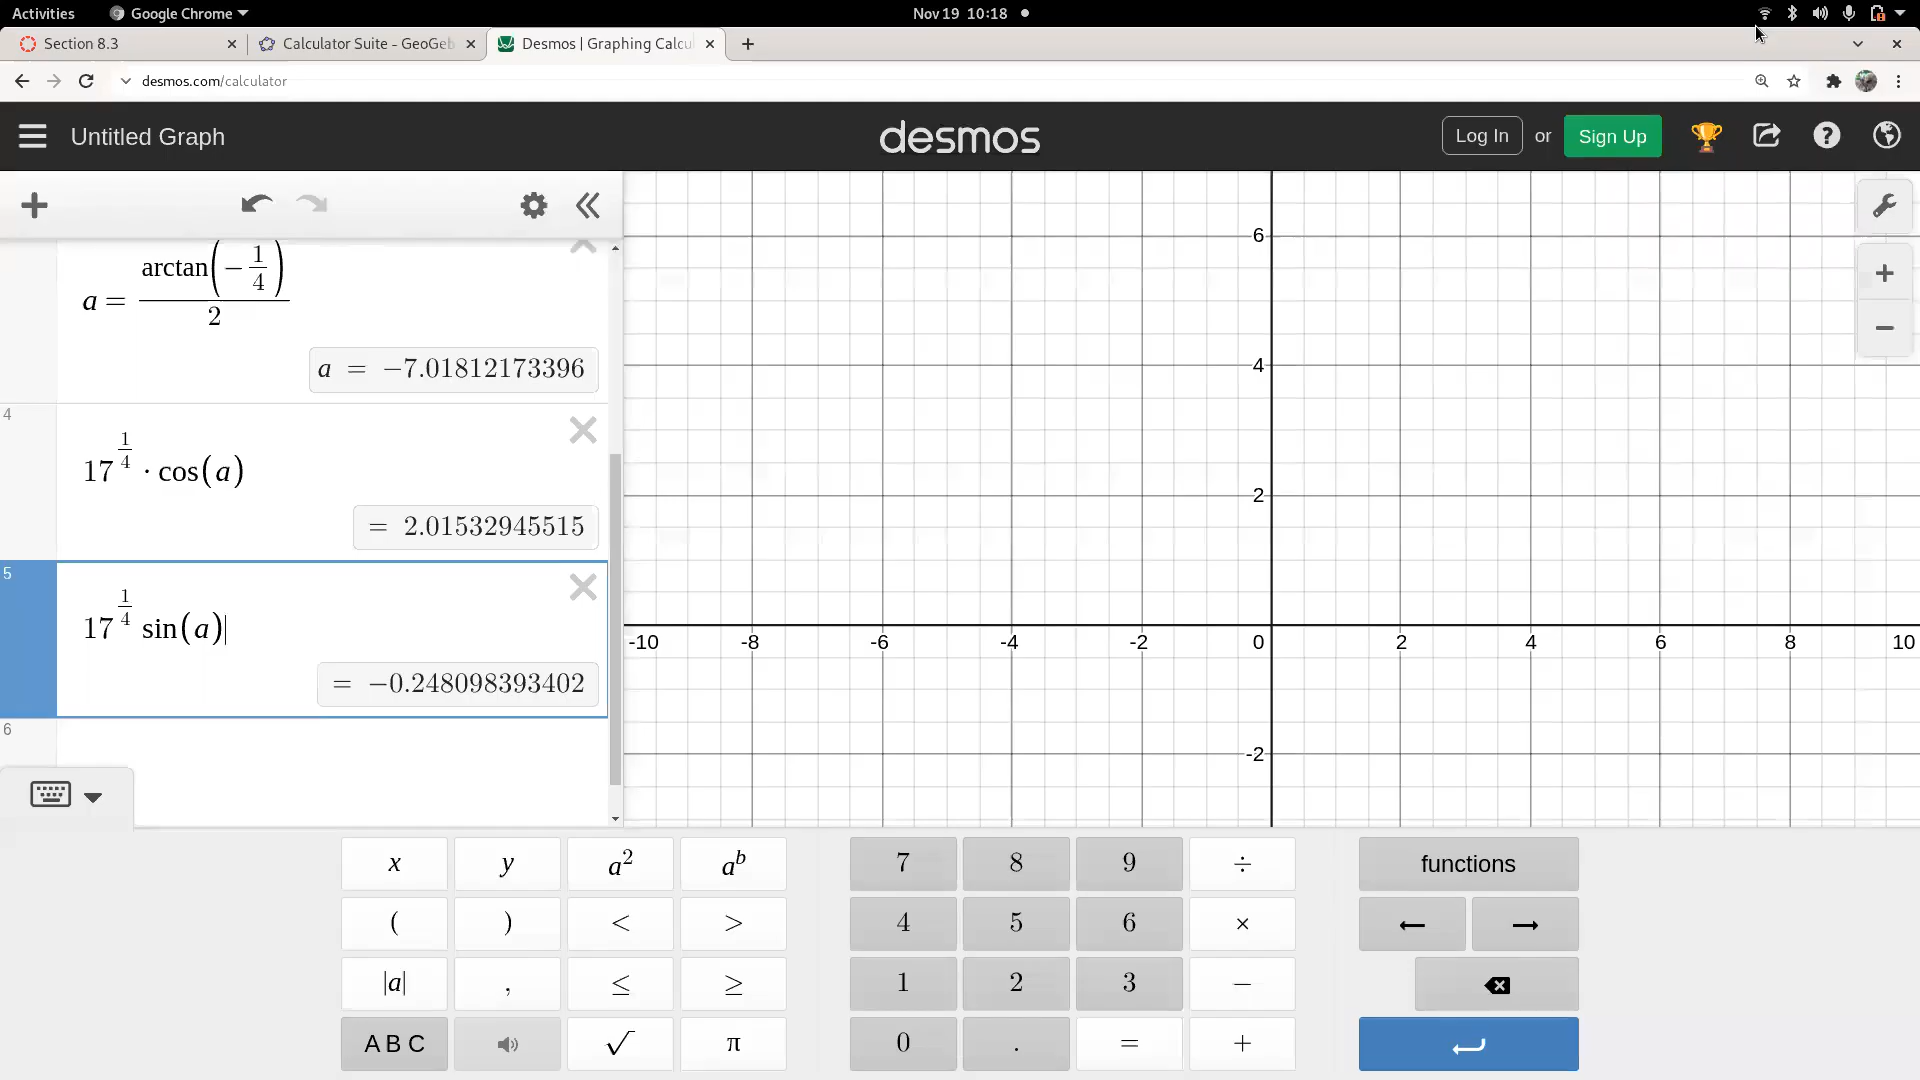 Activities Google Chrome Nov 19 10:18
Section 8.3 Calculator Suite - GeoGeb Desmos | Graphing Calcu
desmos.com/calculator
Untitled Graph desmos Log In or Sign Up
a = arctan(−1/4)/2
a = −7.01812173396
4
17^(1/4) · cos(a)
= 2.01532945515
5
17^(1/4) sin(a)
= −0.248098393402
6
6
4
2
-10 -8 -6 -4 -2 0 2 4 6 8 10
-2
x y a² aᵇ 7 8 9 ÷ functions
( ) < > 4 5 6 × ← →
|a| , ≤ ≥ 1 2 3 −
A B C √ π 0 . = +